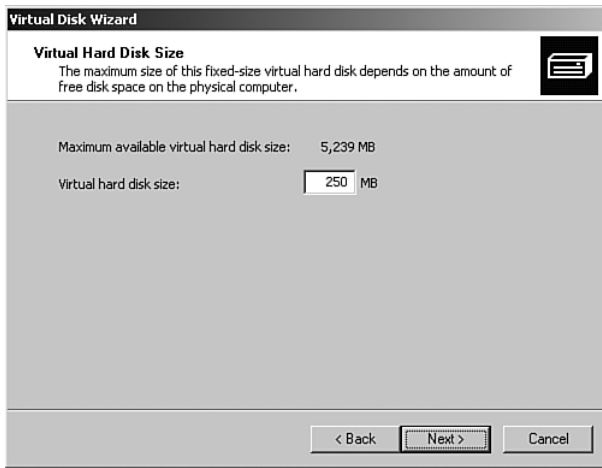 Virtual Disk Wizard
Virtual Hard Disk Size
The maximum size of this fixed-size virtual hard disk depends on the amount of
free disk space on the physical computer.
Maximum available virtual hard disk size: 5,239 MB
Virtual hard disk size: 250 MB
< Back Next > Cancel